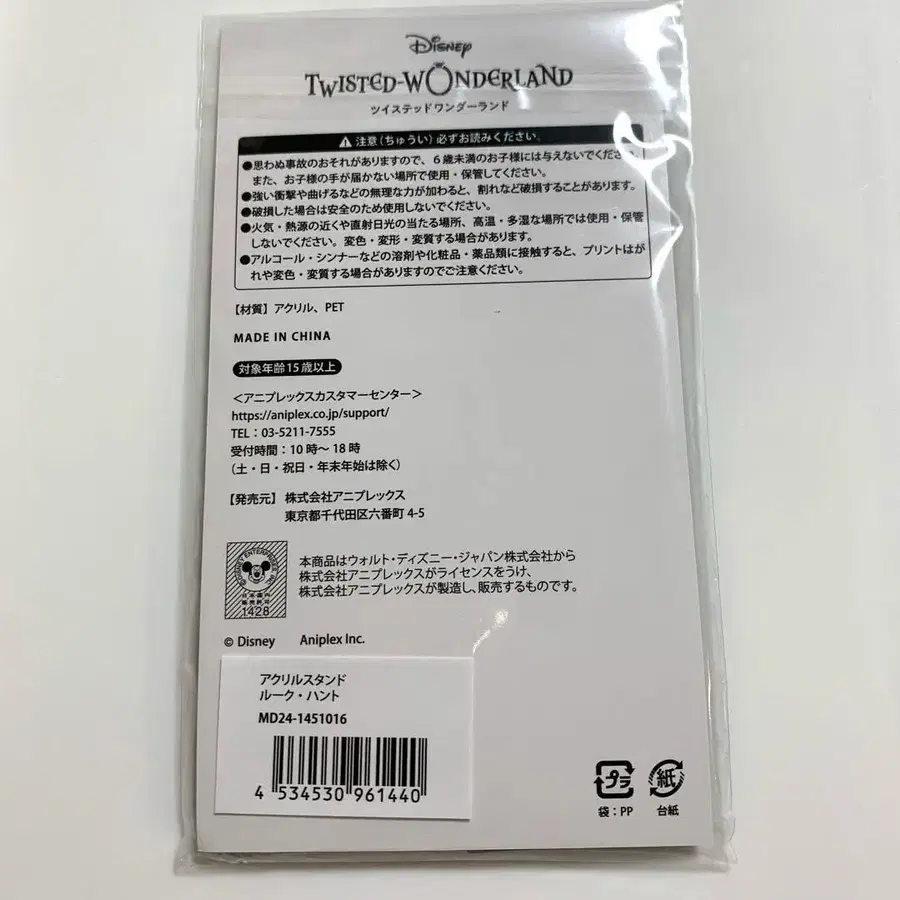 Disney
TWISTED-WONDERLAND
ツイステッドワンダーランド
注意(ちゅうい)必ずお読みください。
●思わぬ事故のおそれがありますので、6歳未満のお子様には与えないでください。
また、お子様の手が届かない場所で使用・保管してください。
●強い衝撃や曲げるなどの無理な力が加わると、割れなど破損することがあります。
●破損した場合は安全のため使用しないでください。
●火気・熱源の近くや直射日光の当たる場所、高温・多湿な場所では使用・保管
しないでください。変色・変形・変質する場合があります。
●アルコール・シンナーなどの溶剤や化粧品・薬品類に接触すると、プリントはが
れや変色・変質する場合がありますのでご注意ください。
【材質】アクリル、PET
MADE IN CHINA
対象年齢15歳以上
<アニプレックスカスタマーセンター>
https://aniplex.co.jp/support/
TEL:03-5211-7555
受付時間:10時〜18時
(土・日・祝日・年末年始は除く)
【発売元】株式会社アニプレックス
東京都千代田区六番町4-5
本商品はウォルト・ディズニー・ジャパン株式会社から
株式会社アニプレックスがライセンスをうけ、
株式会社アニプレックスが製造し、販売するものです。
1428
© Disney Aniplex Inc.
アクリルスタンド
ルーク・ハント
MD24-1451016
4 534530 961440
プラ
袋:PP
紙
台紙